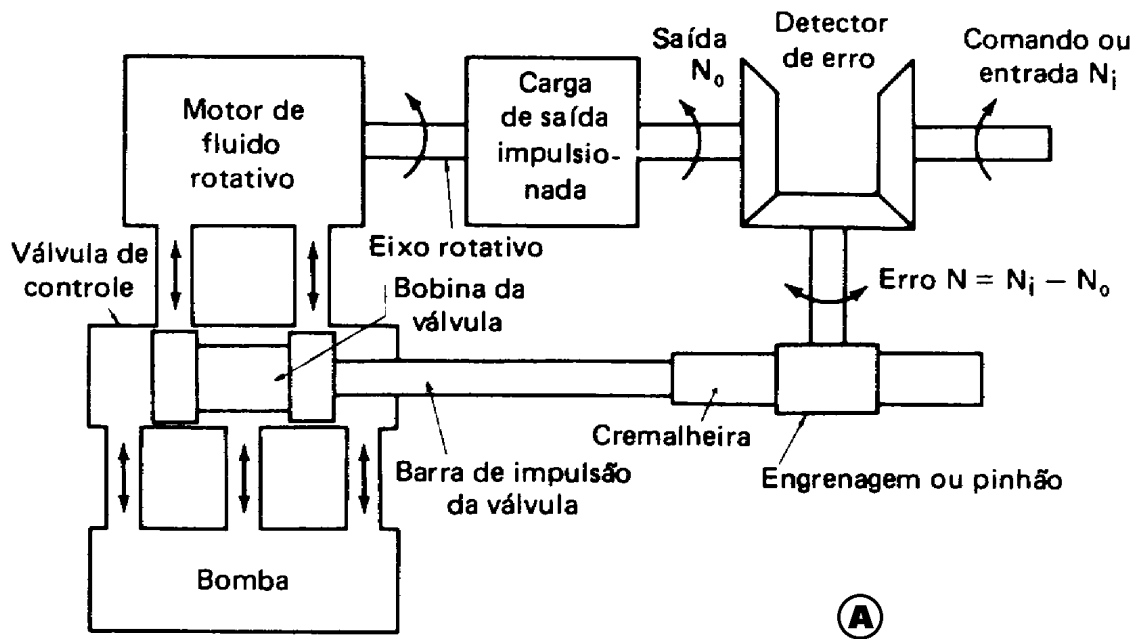 Motor de
fluido
rotativo
Carga
de saída
impulsio-
nada
Saída
N₀
Detector
de erro
Comando ou
entrada Nᵢ
Válvula de
controle
Eixo rotativo
Bobina da
válvula
Erro N = Nᵢ – N₀
Cremalheira
Barra de impulsão
da válvula
Engrenagem ou pinhão
Bomba
A